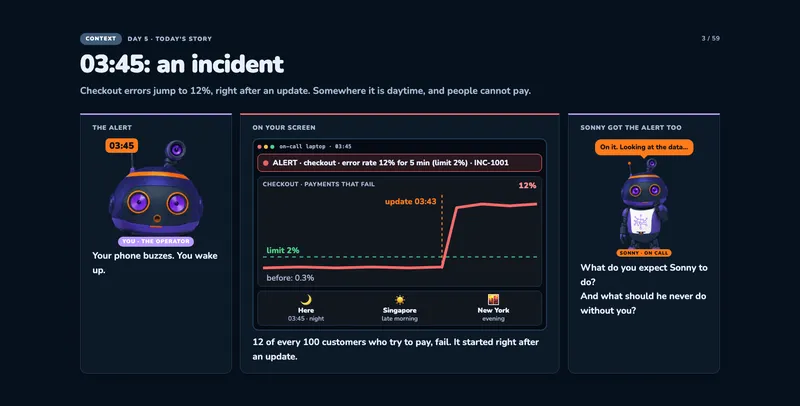 CONTEXT DAY 5 · TODAY'S STORY
3 / 59
03:45: an incident
Checkout errors jump to 12%, right after an update. Somewhere it is daytime, and people cannot pay.
THE ALERT
03:45
YOU · THE OPERATOR
Your phone buzzes. You wake
up.
ON YOUR SCREEN
on-call laptop · 03:45
ALERT · checkout · error rate 12% for 5 min (limit 2%) · INC-1001
CHECKOUT · PAYMENTS THAT FAIL
12%
update 03:43
limit 2%
before: 0.3%
Here
03:45 · night
Singapore
late morning
New York
evening
12 of every 100 customers who try to pay, fail. It started right after
an update.
SONNY GOT THE ALERT TOO
On it. Looking at the data...
SONNY · ON CALL
What do you expect Sonny to
do?
And what should he never do
without you?